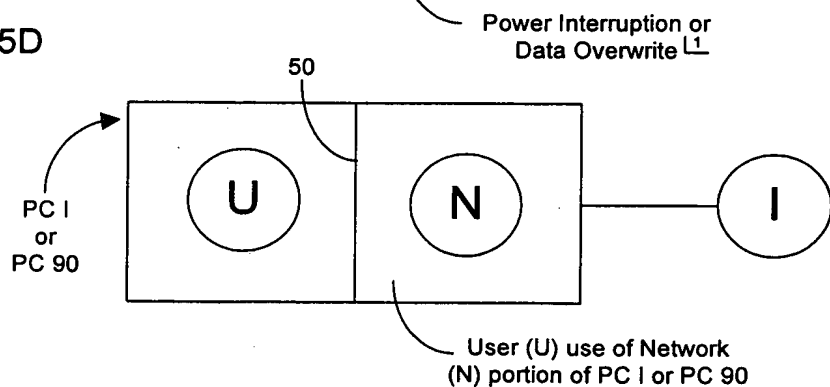 Power Interruption or
Data Overwrite 1
5D
50
U
N
I
PC I
or
PC 90
User (U) use of Network
(N) portion of PC I or PC 90